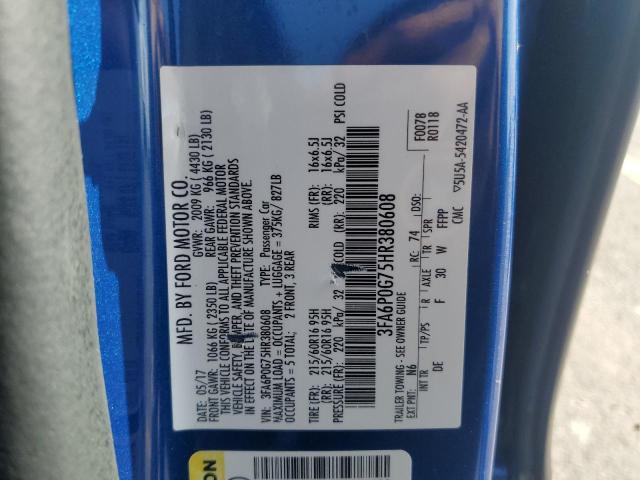 MFD. BY FORD MOTOR CO.
DATE: 05/17 GVWR: 2009 KG ( 4430 LB)
FRONT GAWR: 1066 KG ( 2350 LB) REAR GAWR: 966 KG ( 2130 LB)
THIS VEHICLE CONFORMS TO ALL APPLICABLE FEDERAL MOTOR
VEHICLE SAFETY, AND THEFT PREVENTION STANDARDS
IN EFFECT ON THE OF MANUFACTURE SHOWN ABOVE.
VIN: 3FA6P0G75HR380608 TYPE: Passenger Car
MAXIMUM LOAD = OCCUPANTS + LUGGAGE = 375KG/ 827LB
OCCUPANTS = 5 TOTAL; 2 FRONT, 3 REAR
TIRE (FR): 215/60R16 95H RIMS (FR): 16x6.5J
(RR): 215/60R16 95H (RR): 16x6.5J
PRESSURE (FR): 220 kPa/ 32 COLD (RR): 220 kPa/ 32 PSI COLD
3FA6P0G75HR380608
F0078
R0118
TRAILER TOWING - SEE OWNER GUIDE
EXT PNT: N6 RC: 74 DSO:
INT TR TP/PS R AXLE TR SPR
DE F 30 W FFPP
CMC ▽5U5A-5420472-AA
ON